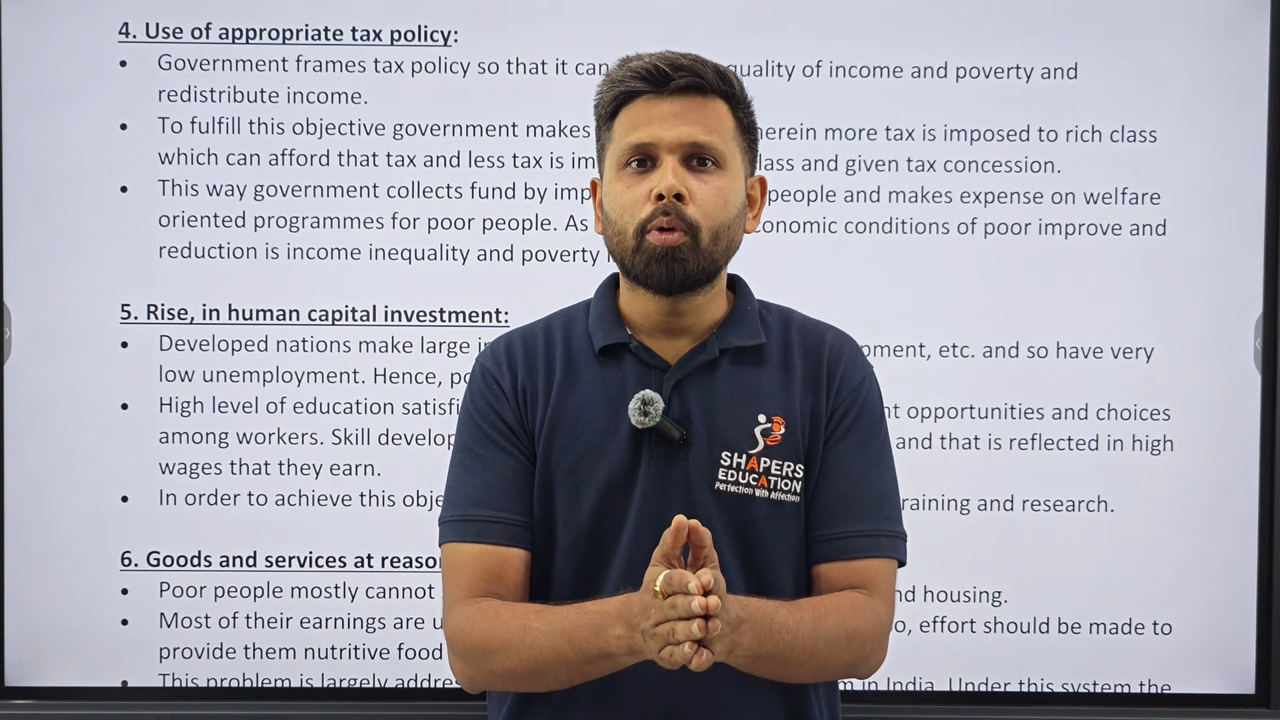 4. Use of appropriate tax policy:
• Government frames tax policy so that it can quality of income and poverty and
redistribute income.
• To fulfill this objective government makes herein more tax is imposed to rich class
which can afford that tax and less tax is im lass and given tax concession.
• This way government collects fund by imp people and makes expense on welfare
oriented programmes for poor people. As conomic conditions of poor improve and
reduction is income inequality and poverty
5. Rise, in human capital investment:
• Developed nations make large in pment, etc. and so have very
low unemployment. Hence, po
• High level of education satisfi nt opportunities and choices
among workers. Skill develop and that is reflected in high
wages that they earn.
• In order to achieve this obje raining and research.
6. Goods and services at reaso
• Poor people mostly cannot nd housing.
• Most of their earnings are u o, effort should be made to
provide them nutritive food
• This problem is largely addre m in India. Under this system the
SHAPERS
EDUCATION
Perfection With Affection